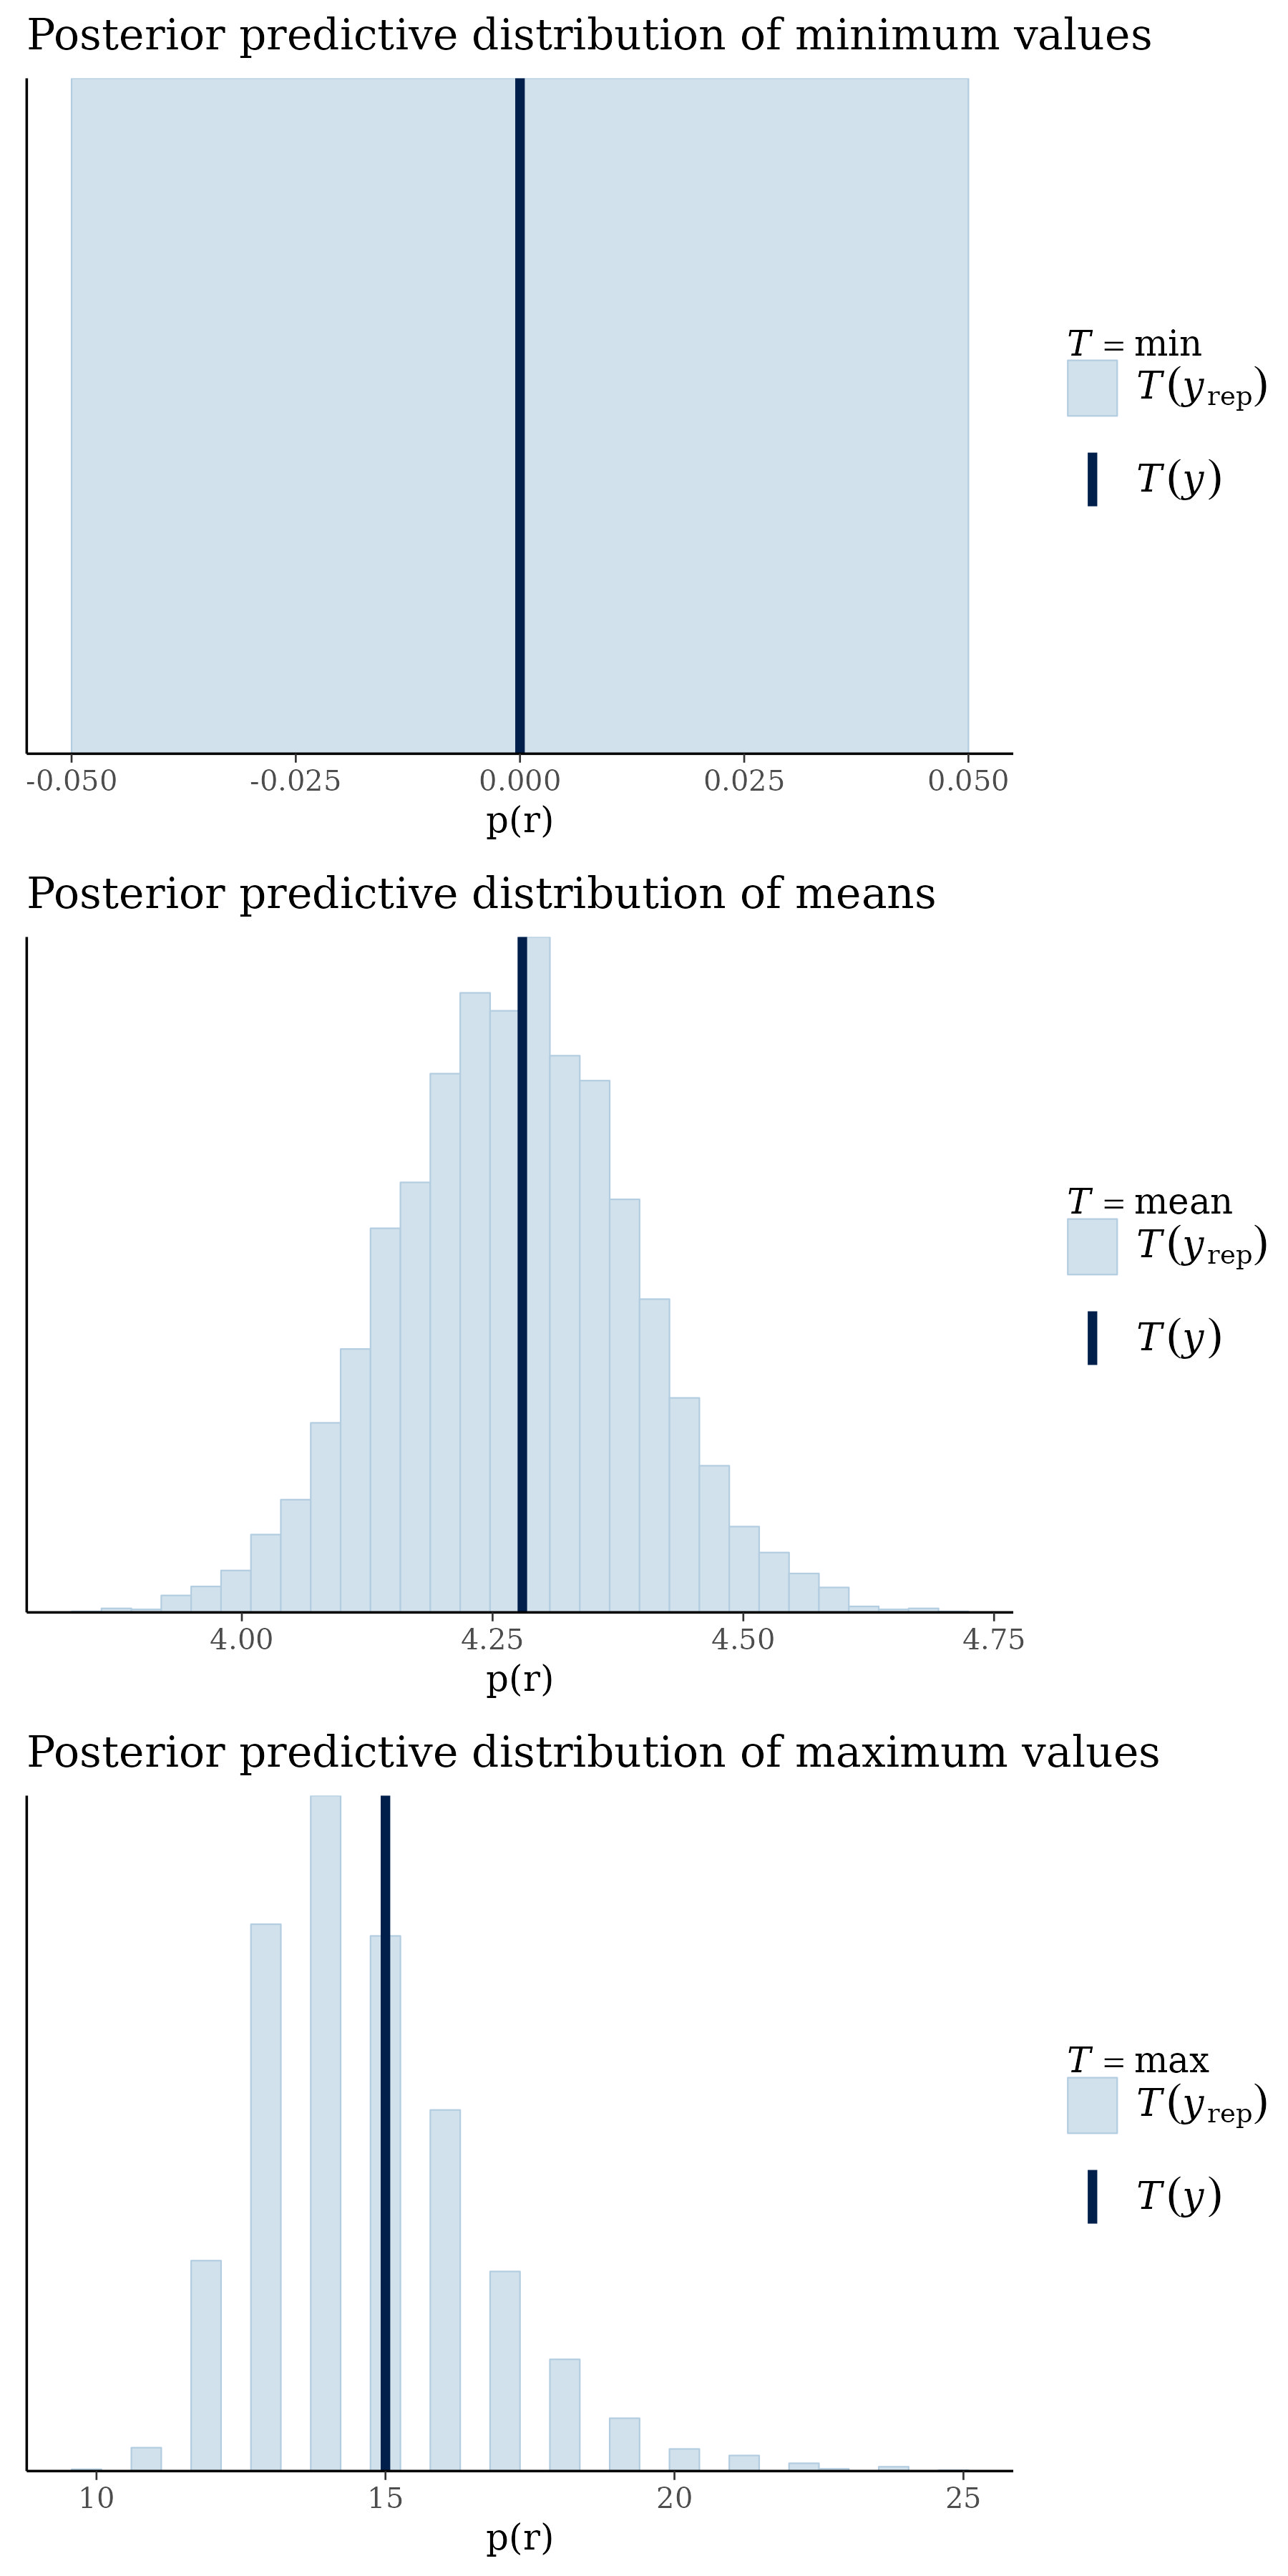 Posterior predictive distribution of minimum values
T = min
T(yrep)
T(y)
-0.050 -0.025 0.000 0.025 0.050
p(r)
Posterior predictive distribution of means
T = mean
T(yrep)
T(y)
4.00 4.25 4.50 4.75
p(r)
Posterior predictive distribution of maximum values
T = max
T(yrep)
T(y)
10 15 20 25
p(r)